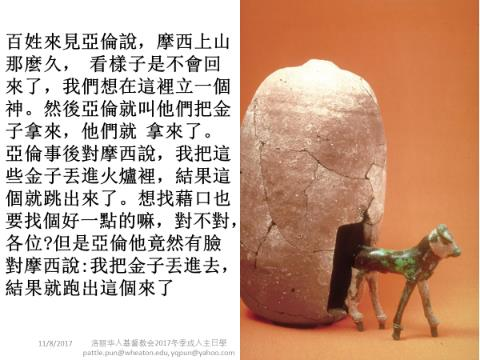 百姓來見亞倫說，摩西上山
那麼久， 看樣子是不會回
來了，我們想在這裡立一個
神。然後亞倫就叫他們把金
子拿來，他們就 拿來了。
亞倫事後對摩西說，我把這
些金子丟進火爐裡，結果這
個就跳出來了。想找藉口也
要找個好一點的嘛，對不對，
各位?但是亞倫他竟然有臉
對摩西說:我把金子丟進去，
結果就跑出這個來了
11/8/2017 洛丽华人基督教会2017冬季成人主日學
pattle.pun@wheaton.edu, ycpun@yahoo.com